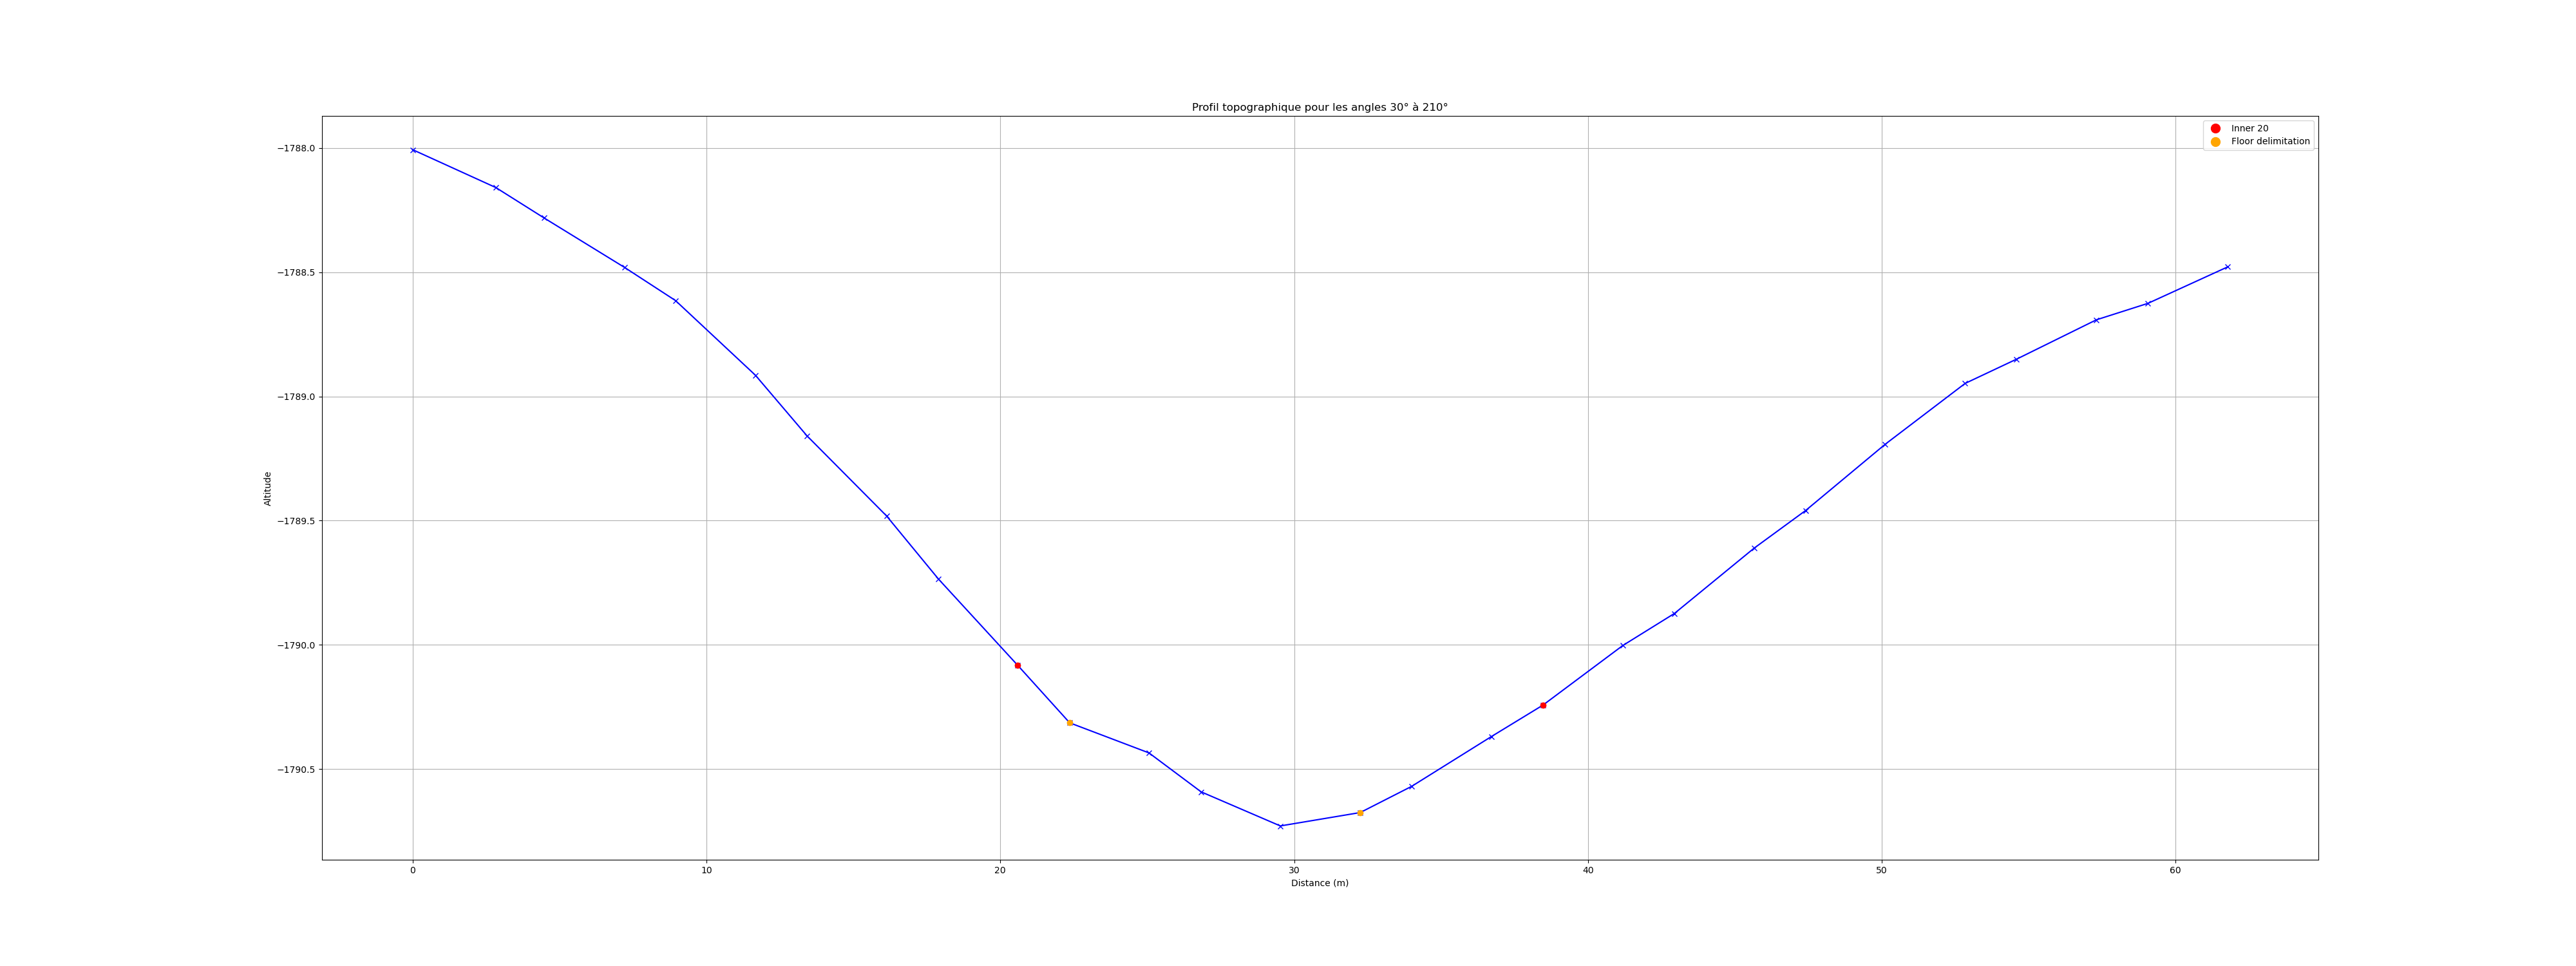 Profil topographique pour les angles 30° à 210°
Inner 20
Floor delimitation
−1788.0
−1788.5
−1789.0
−1789.5
−1790.0
−1790.5
Altitude
0 10 20 30 40 50 60
Distance (m)